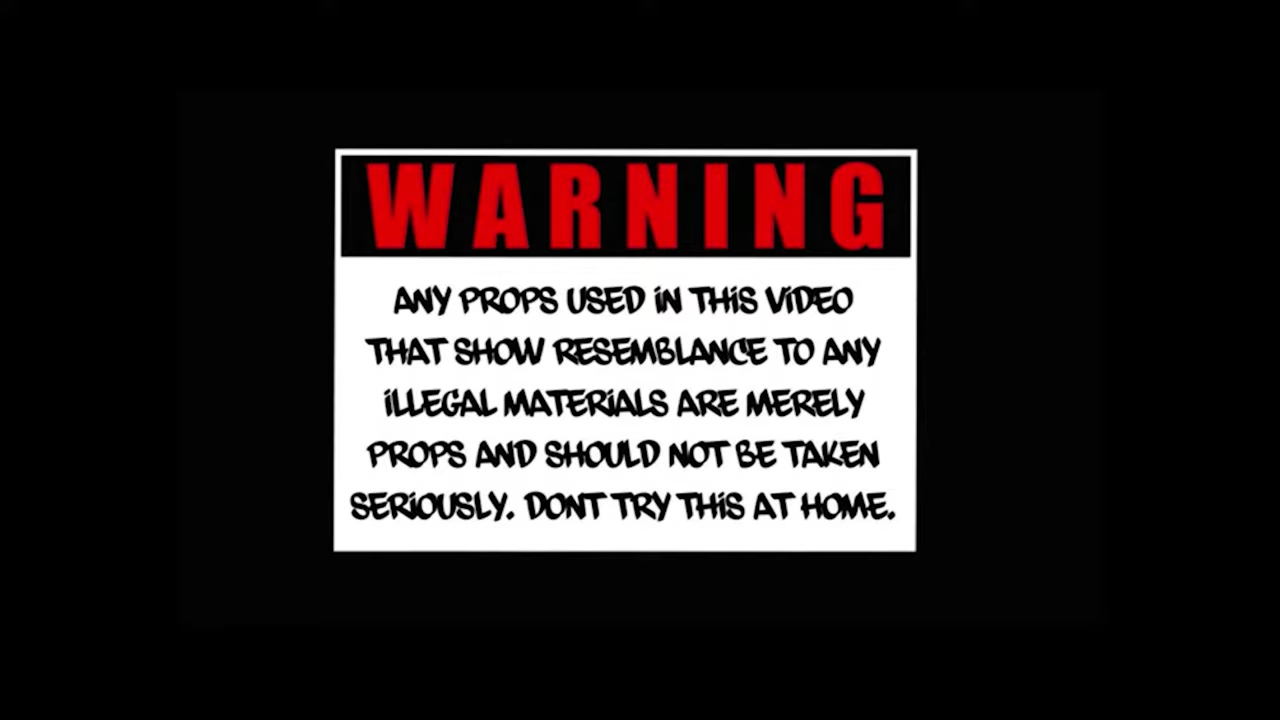 WARNING
ANY PROPS USED iN THiS ViDEO
THAT SHOW RESEMBLANCE TO ANY
iLLEGAL MATERiALS ARE MERELY
PROPS AND SHOULD NOT BE TAKEN
SERiOUSLY. DONT TRY THiS AT HOME.